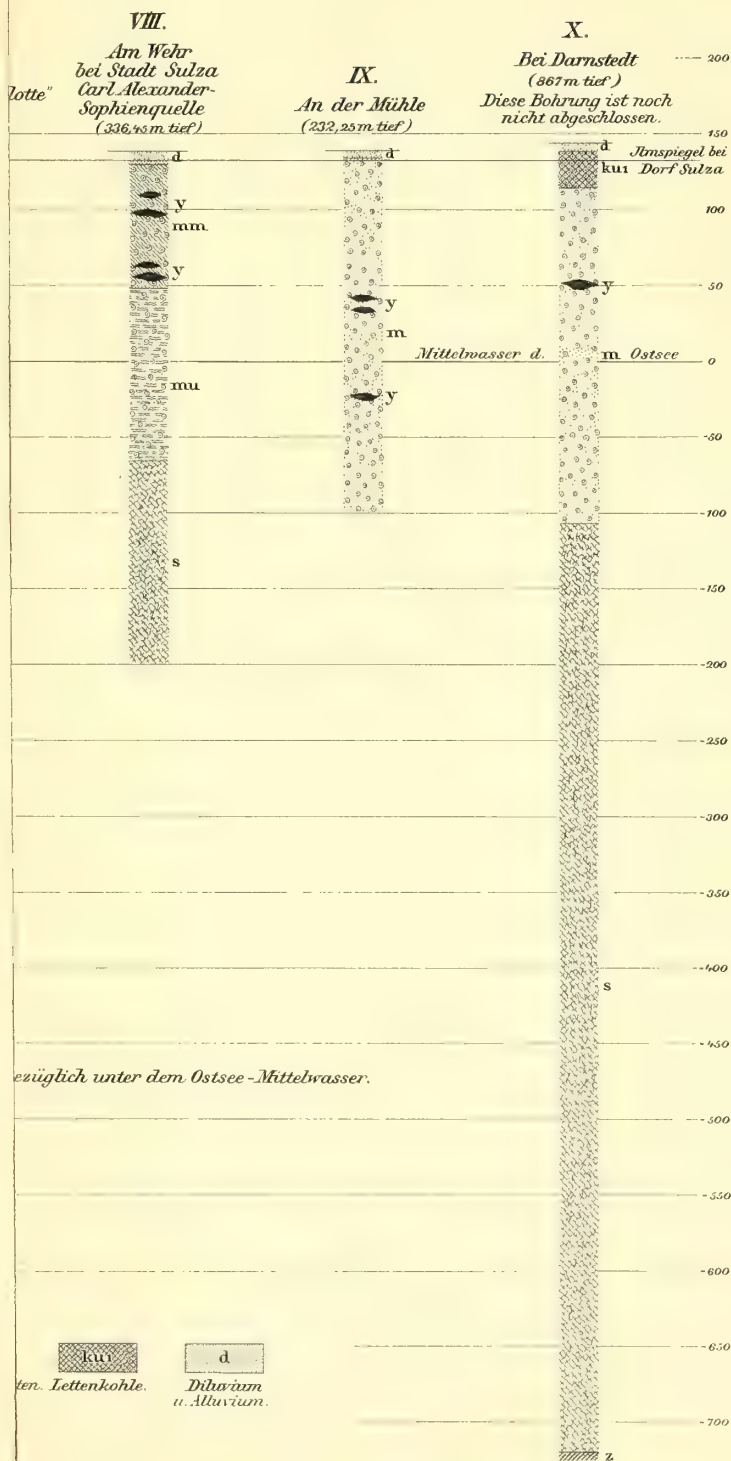 VIII.
Am Wehr
bei Stadt Sulza
Carl Alexander-
Sophienquelle
(336,45 m tief)
lotte"
IX.
An der Mühle
(232,25 m tief)
X.
Bei Darnstedt
(867 m tief)
Diese Bohrung ist noch
nicht abgeschlossen.
200
150
d
d
d
Ilmspiegel bei
ku1 Dorf Sulza
y
100
mm
y
y
50
y
m
Mittelwasser d. m Ostsee
0
mu
y
-50
-100
s
-150
-200
-250
-300
-350
-400
s
-450
ezüglich unter dem Ostsee-Mittelwasser.
-500
-550
-600
ku1
d
-650
ten. Lettenkohle.
Diluvium
u. Alluvium.
-700
z